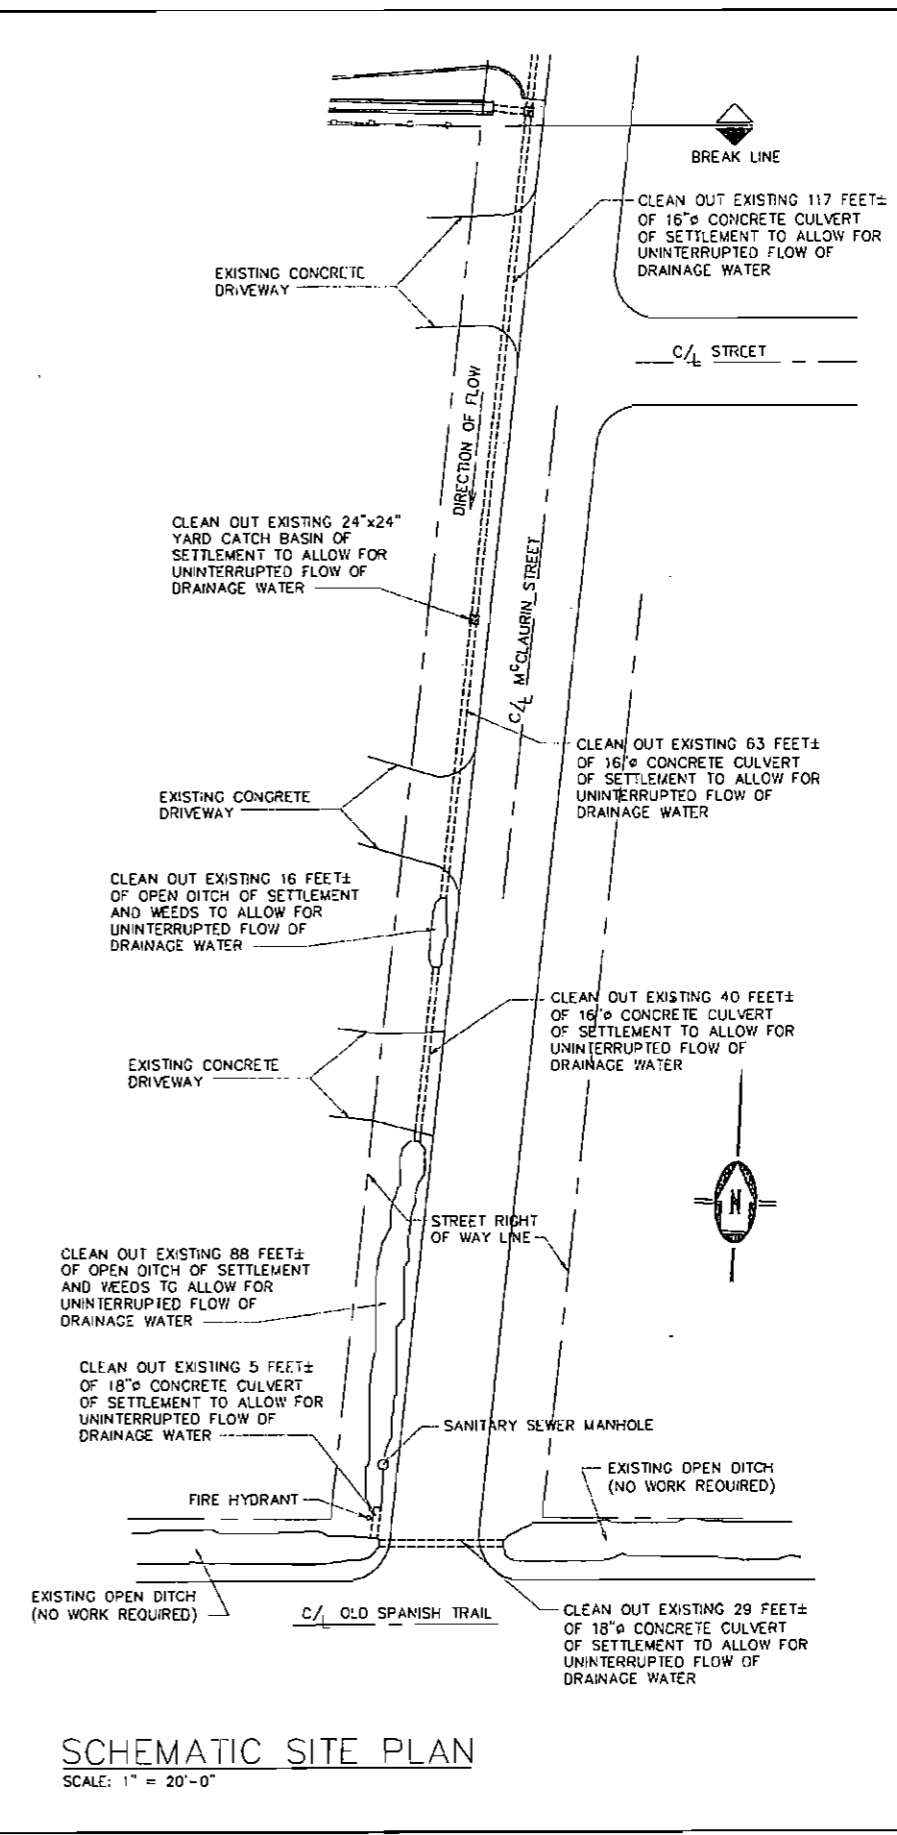 BREAK LINE
CLEAN OUT EXISTING 117 FEET±
OF 16"ø CONCRETE CULVERT
OF SETTLEMENT TO ALLOW FOR
UNINTERRUPTED FLOW OF
DRAINAGE WATER
EXISTING CONCRETE
DRIVEWAY
C/L STREET
DIRECTION OF FLOW
CLEAN OUT EXISTING 24"x24"
YARD CATCH BASIN OF
SETTLEMENT TO ALLOW FOR
UNINTERRUPTED FLOW OF
DRAINAGE WATER
C/L McCLAURIN STREET
CLEAN OUT EXISTING 63 FEET±
OF 16"ø CONCRETE CULVERT
OF SETTLEMENT TO ALLOW FOR
UNINTERRUPTED FLOW OF
DRAINAGE WATER
EXISTING CONCRETE
DRIVEWAY
CLEAN OUT EXISTING 16 FEET±
OF OPEN DITCH OF SETTLEMENT
AND WEEDS TO ALLOW FOR
UNINTERRUPTED FLOW OF
DRAINAGE WATER
CLEAN OUT EXISTING 40 FEET±
OF 16"ø CONCRETE CULVERT
OF SETTLEMENT TO ALLOW FOR
UNINTERRUPTED FLOW OF
DRAINAGE WATER
EXISTING CONCRETE
DRIVEWAY
N
STREET RIGHT
OF WAY LINE
CLEAN OUT EXISTING 88 FEET±
OF OPEN DITCH OF SETTLEMENT
AND WEEDS TO ALLOW FOR
UNINTERRUPTED FLOW OF
DRAINAGE WATER
CLEAN OUT EXISTING 5 FEET±
OF 18"ø CONCRETE CULVERT
OF SETTLEMENT TO ALLOW FOR
UNINTERRUPTED FLOW OF
DRAINAGE WATER
SANITARY SEWER MANHOLE
EXISTING OPEN DITCH
(NO WORK REQUIRED)
FIRE HYDRANT
EXISTING OPEN DITCH
(NO WORK REQUIRED)
C/L OLD SPANISH TRAIL
CLEAN OUT EXISTING 29 FEET±
OF 18"ø CONCRETE CULVERT
OF SETTLEMENT TO ALLOW FOR
UNINTERRUPTED FLOW OF
DRAINAGE WATER
SCHEMATIC SITE PLAN
SCALE: 1" = 20'-0"